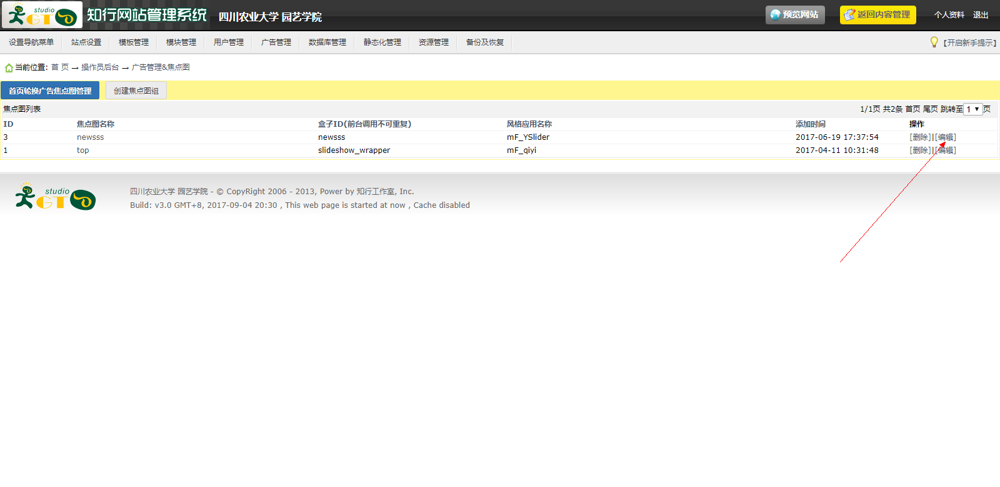 studio GTO 知行网站管理系统 四川农业大学 园艺学院 预览网站 返回内容管理 个人资料 退出
设置导航菜单 站点设置 模板管理 模块管理 用户管理 广告管理 数据库管理 静态化管理 资源管理 备份及恢复 【开启新手提示】
当前位置: 首 页 → 操作员后台 → 广告管理&焦点图
首页轮换广告焦点图管理 创建焦点图组
焦点图列表 1/1页 共2条 首页 尾页 跳转至 1 页
ID 焦点图名称 盒子ID(前台调用不可重复) 风格应用名称 添加时间 操作
3 newsss newsss mF_YSlider 2017-06-19 17:37:54 [删除]|[编辑]
1 top slideshow_wrapper mF_qiyi 2017-04-11 10:31:48 [删除]|[编辑]
studio GTO
四川农业大学 园艺学院 - © CopyRight 2006 - 2013, Power by 知行工作室, Inc.
Build: v3.0 GMT+8, 2017-09-04 20:30 , This web page is started at now , Cache disabled